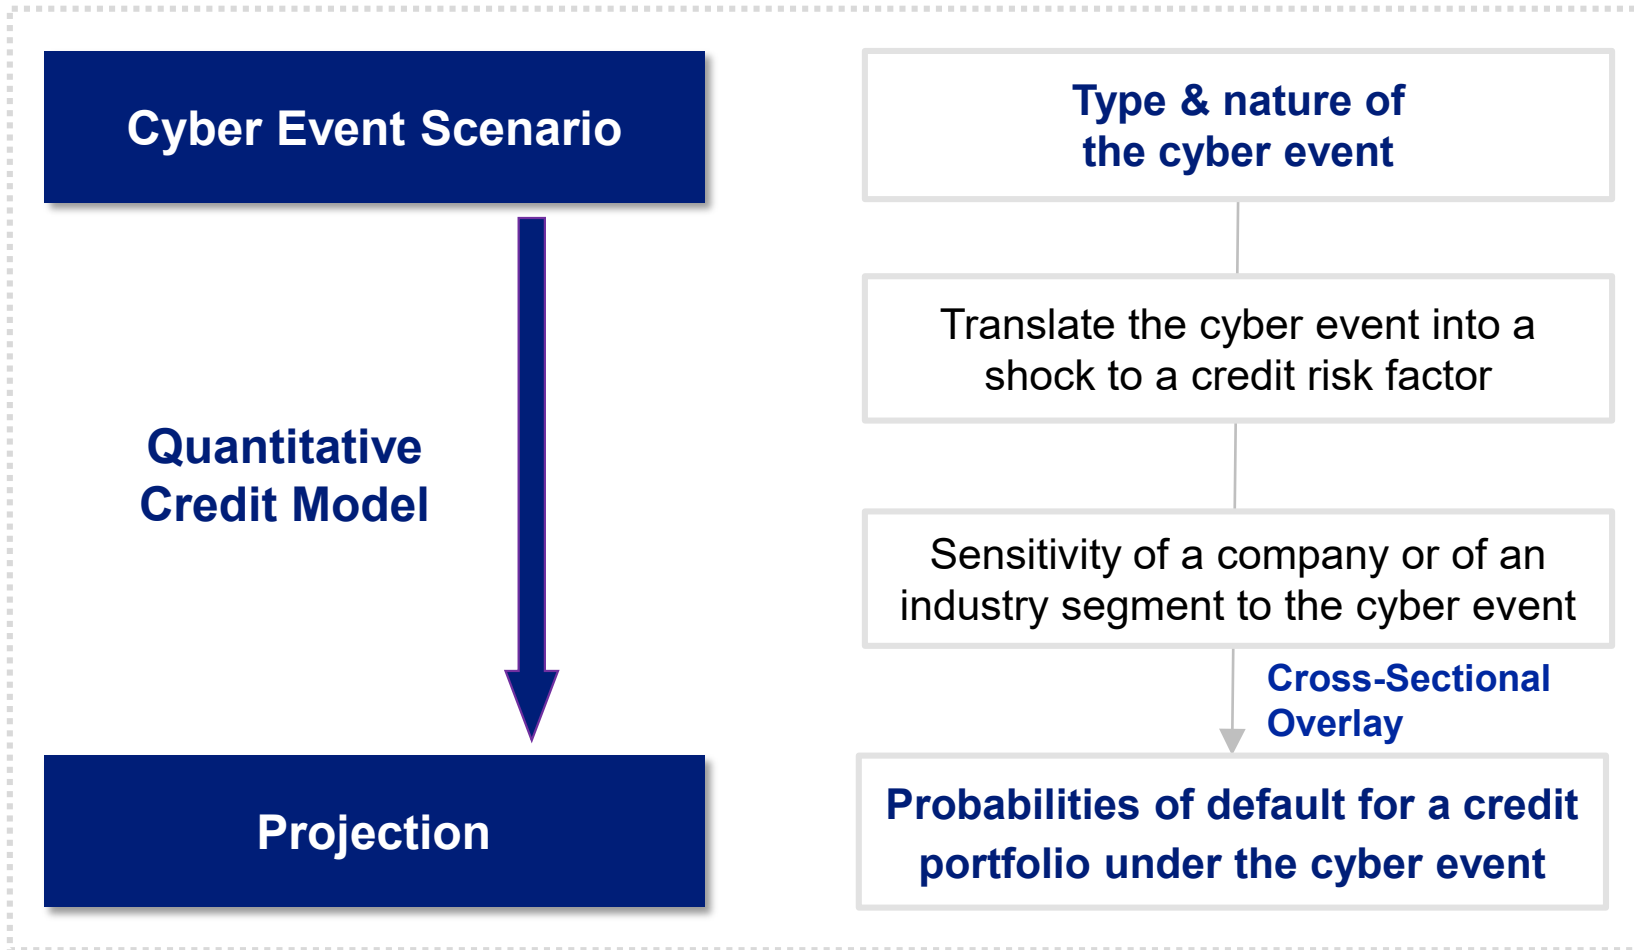 Cyber Event Scenario
Type & nature of
the cyber event
Translate the cyber event into a
shock to a credit risk factor
Quantitative
Credit Model
Sensitivity of a company or of an
industry segment to the cyber event
Cross-Sectional
Overlay
Projection
Probabilities of default for a credit
portfolio under the cyber event